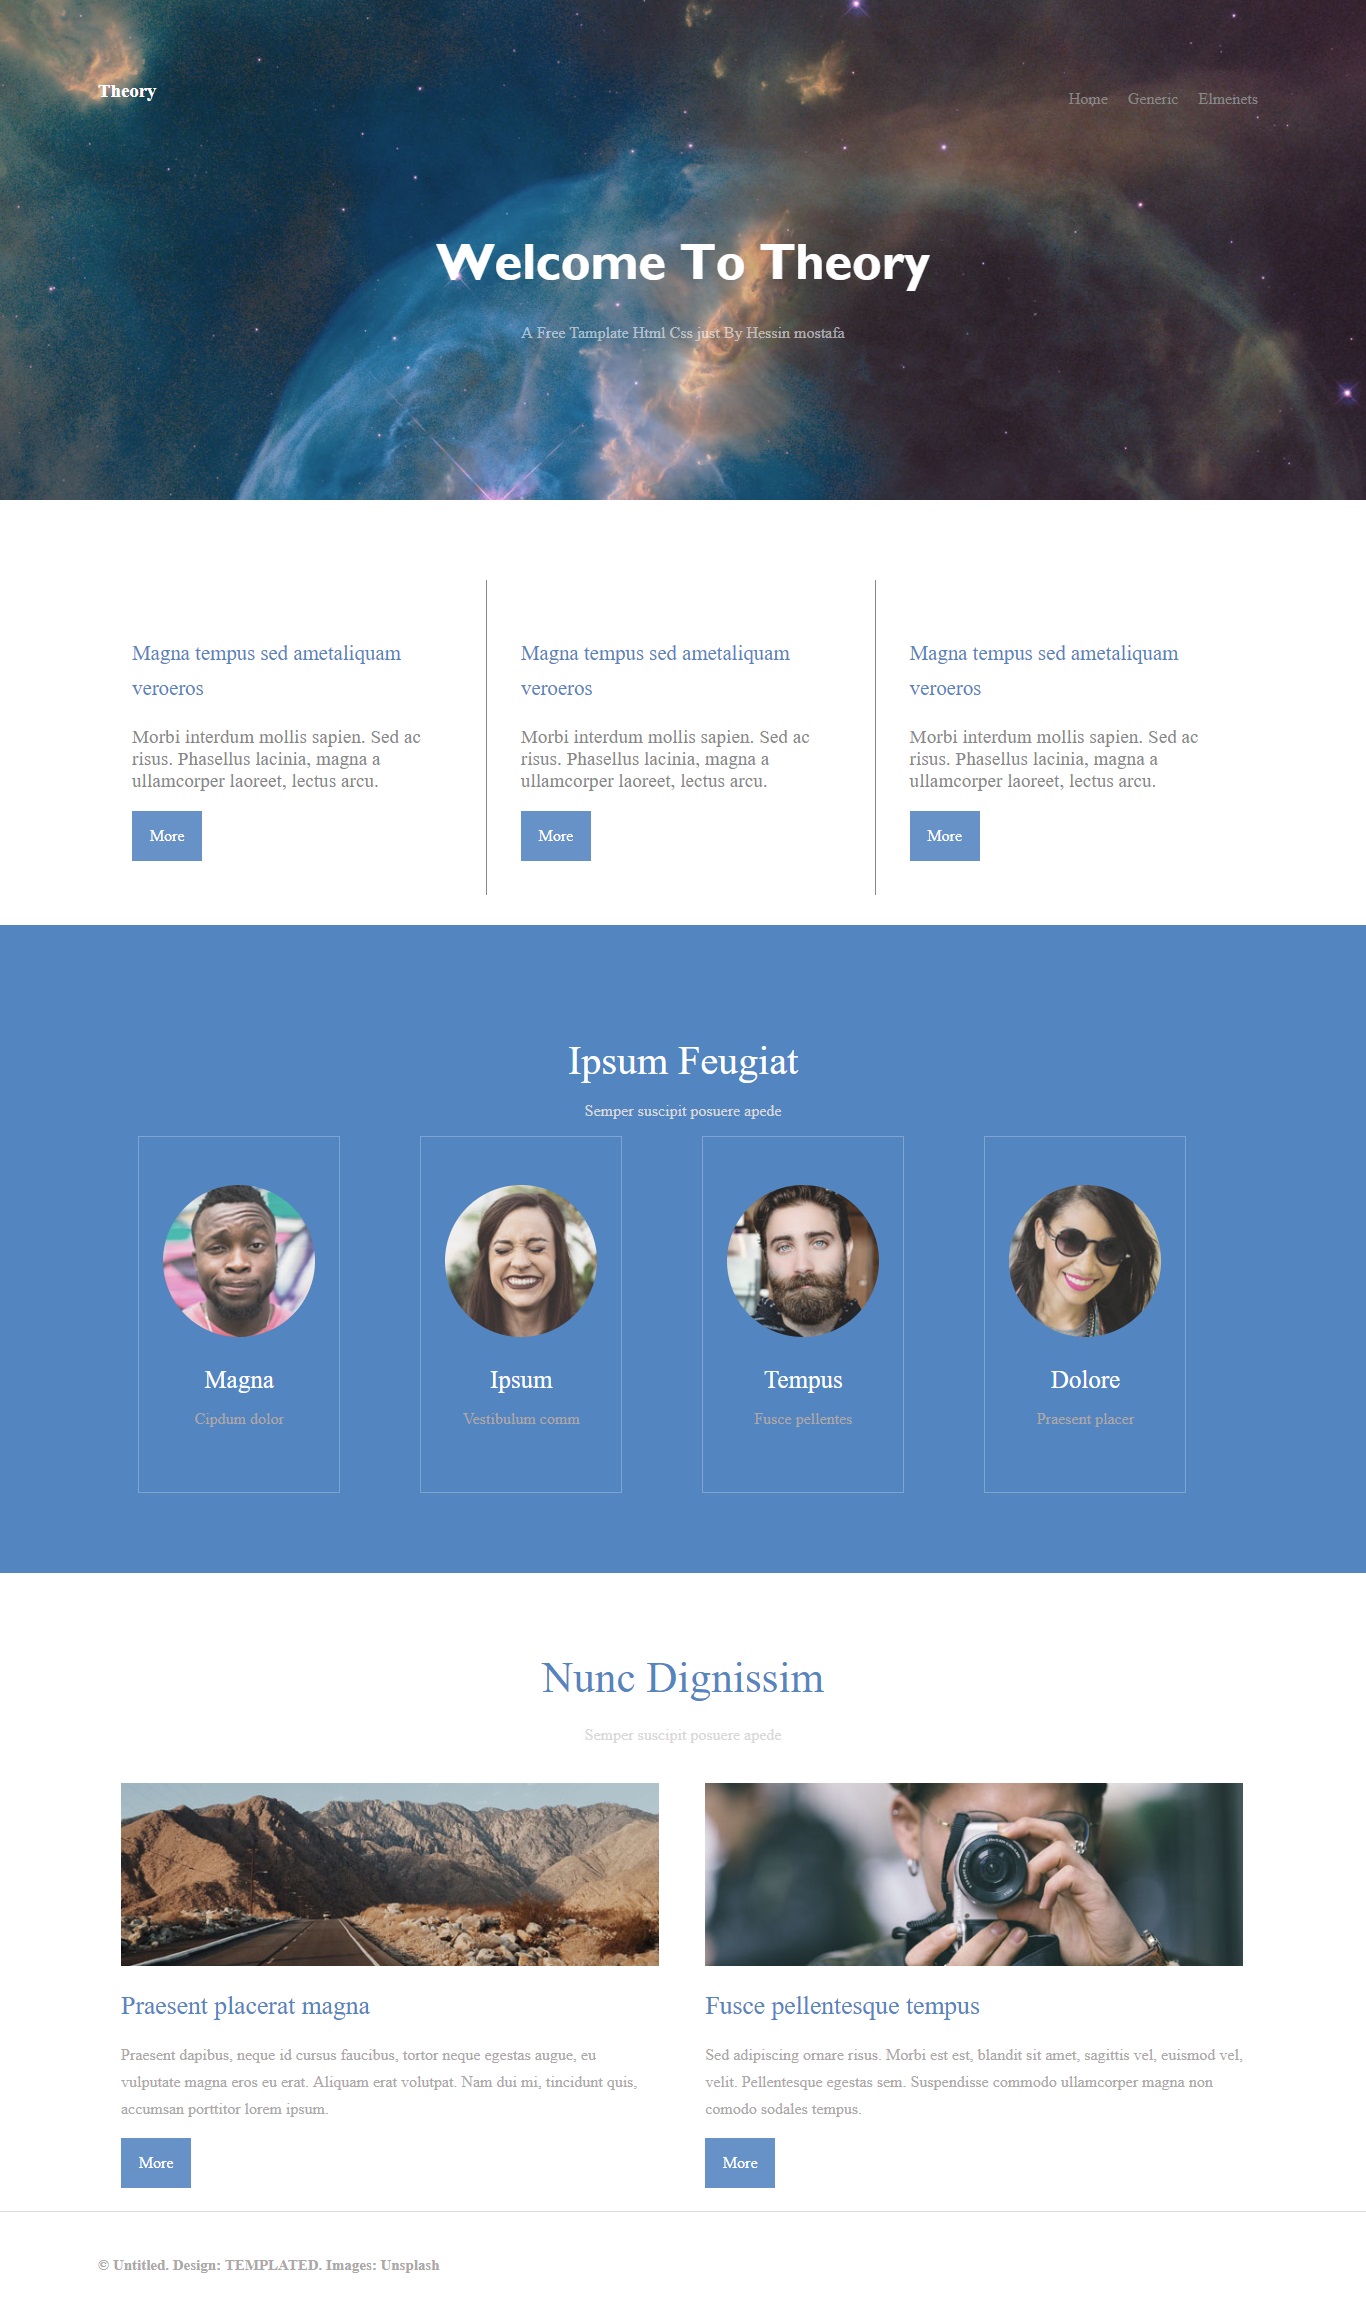 Theory
Home Generic Elmenets
Welcome To Theory
A Free Tamplate Html Css just By Hessin mostafa
Magna tempus sed ametaliquam
veroeros
Morbi interdum mollis sapien. Sed ac
risus. Phasellus lacinia, magna a
ullamcorper laoreet, lectus arcu.
More
Magna tempus sed ametaliquam
veroeros
Morbi interdum mollis sapien. Sed ac
risus. Phasellus lacinia, magna a
ullamcorper laoreet, lectus arcu.
More
Magna tempus sed ametaliquam
veroeros
Morbi interdum mollis sapien. Sed ac
risus. Phasellus lacinia, magna a
ullamcorper laoreet, lectus arcu.
More
Ipsum Feugiat
Semper suscipit posuere apede
Magna
Cipdum dolor
Ipsum
Vestibulum comm
Tempus
Fusce pellentes
Dolore
Praesent placer
Nunc Dignissim
Semper suscipit posuere apede
Praesent placerat magna
Praesent dapibus, neque id cursus faucibus, tortor neque egestas augue, eu
vulputate magna eros eu erat. Aliquam erat volutpat. Nam dui mi, tincidunt quis,
accumsan porttitor lorem ipsum.
More
Fusce pellentesque tempus
Sed adipiscing ornare risus. Morbi est est, blandit sit amet, sagittis vel, euismod vel,
velit. Pellentesque egestas sem. Suspendisse commodo ullamcorper magna non
comodo sodales tempus.
More
© Untitled. Design: TEMPLATED. Images: Unsplash